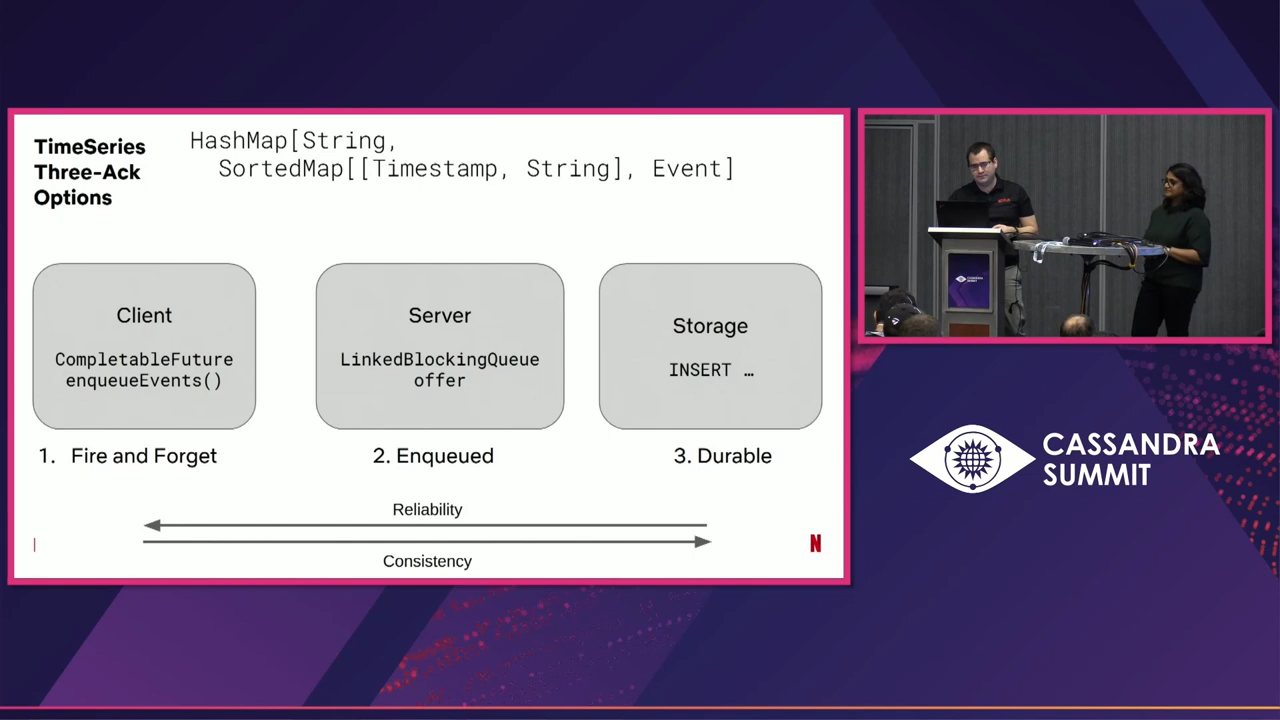 TimeSeries
Three-Ack
Options
HashMap[String,
SortedMap[[Timestamp, String], Event]
Client
CompletableFuture
enqueueEvents()
Server
LinkedBlockingQueue
offer
Storage
INSERT …
1. Fire and Forget
2. Enqueued
3. Durable
Reliability
Consistency
N
CASSANDRA
SUMMIT